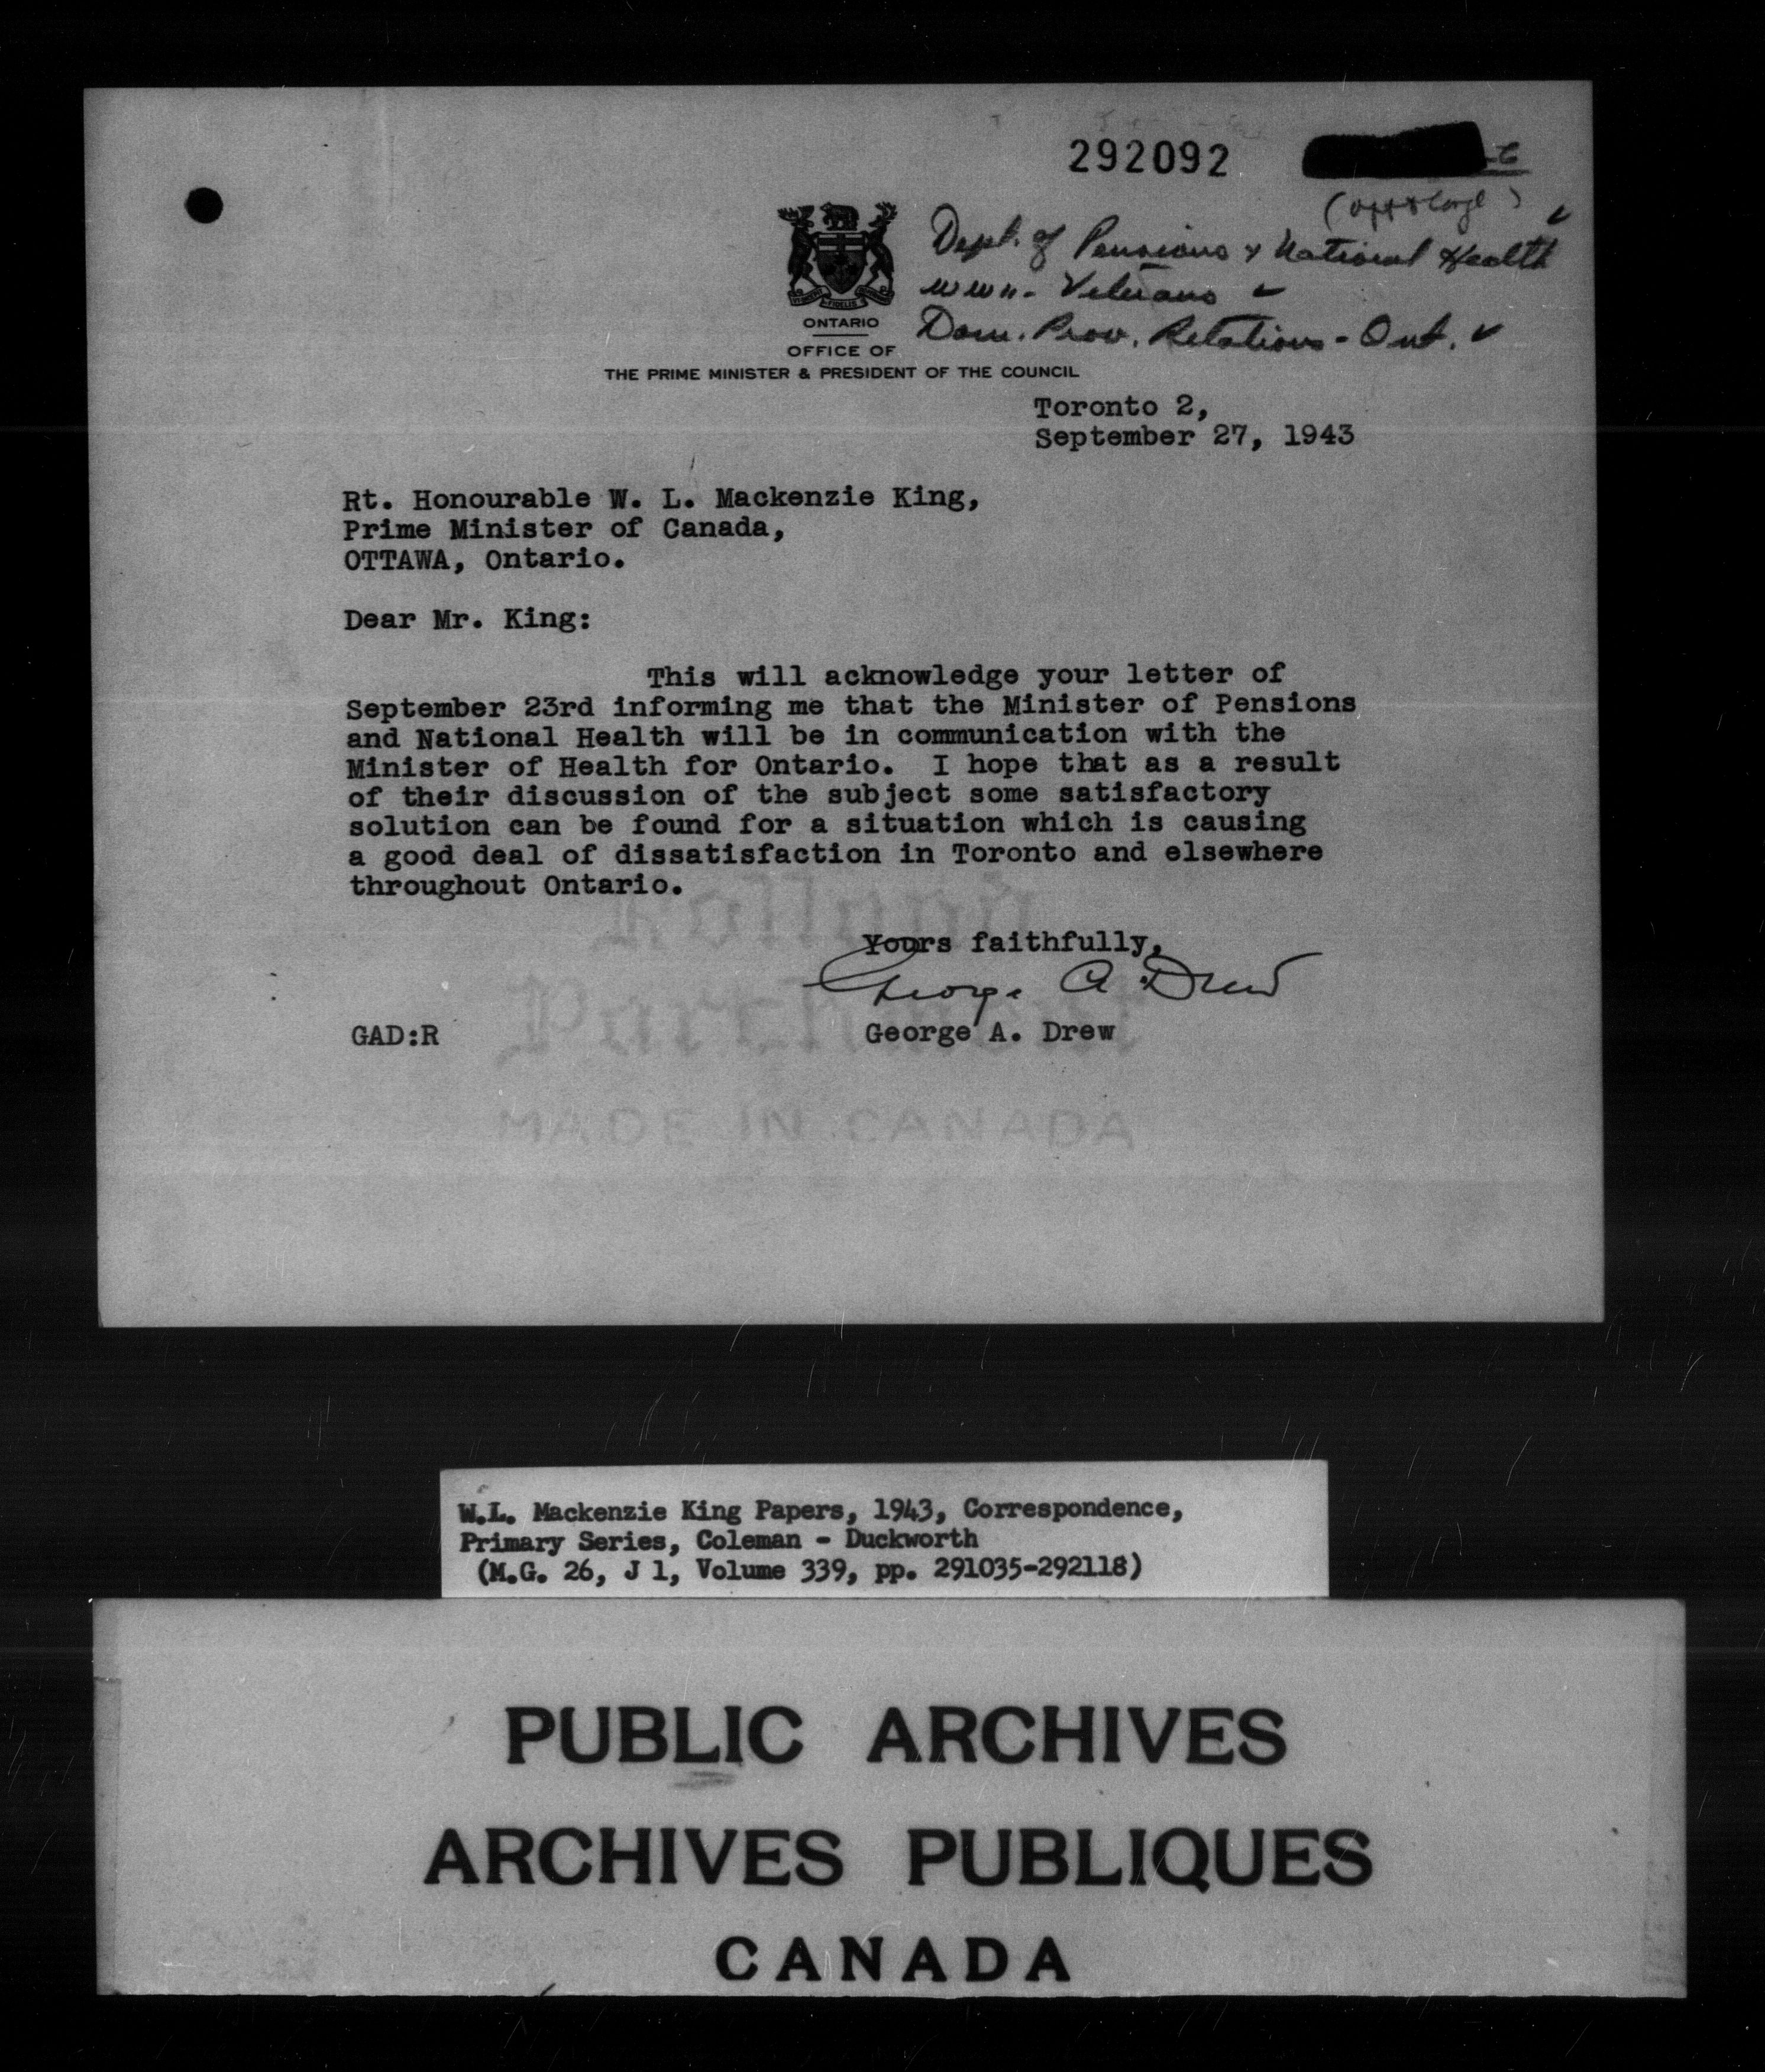 292092
Dept. of Pensions & National Health
WW II - Veterans
Dom. Prov. Relations - Ont.
ONTARIO
OFFICE OF
THE PRIME MINISTER & PRESIDENT OF THE COUNCIL
Toronto 2,
September 27, 1943
Rt. Honourable W. L. Mackenzie King,
Prime Minister of Canada,
OTTAWA, Ontario.
Dear Mr. King:
This will acknowledge your letter of
September 23rd informing me that the Minister of Pensions
and National Health will be in communication with the
Minister of Health for Ontario. I hope that as a result
of their discussion of the subject some satisfactory
solution can be found for a situation which is causing
a good deal of dissatisfaction in Toronto and elsewhere
throughout Ontario.
Yours faithfully,
George A. Drew
GAD:R George A. Drew
MADE IN CANADA
W.L. Mackenzie King Papers, 1943, Correspondence,
Primary Series, Coleman - Duckworth
(M.G. 26, J 1, Volume 339, pp. 291035-292118)
PUBLIC ARCHIVES
ARCHIVES PUBLIQUES
CANADA